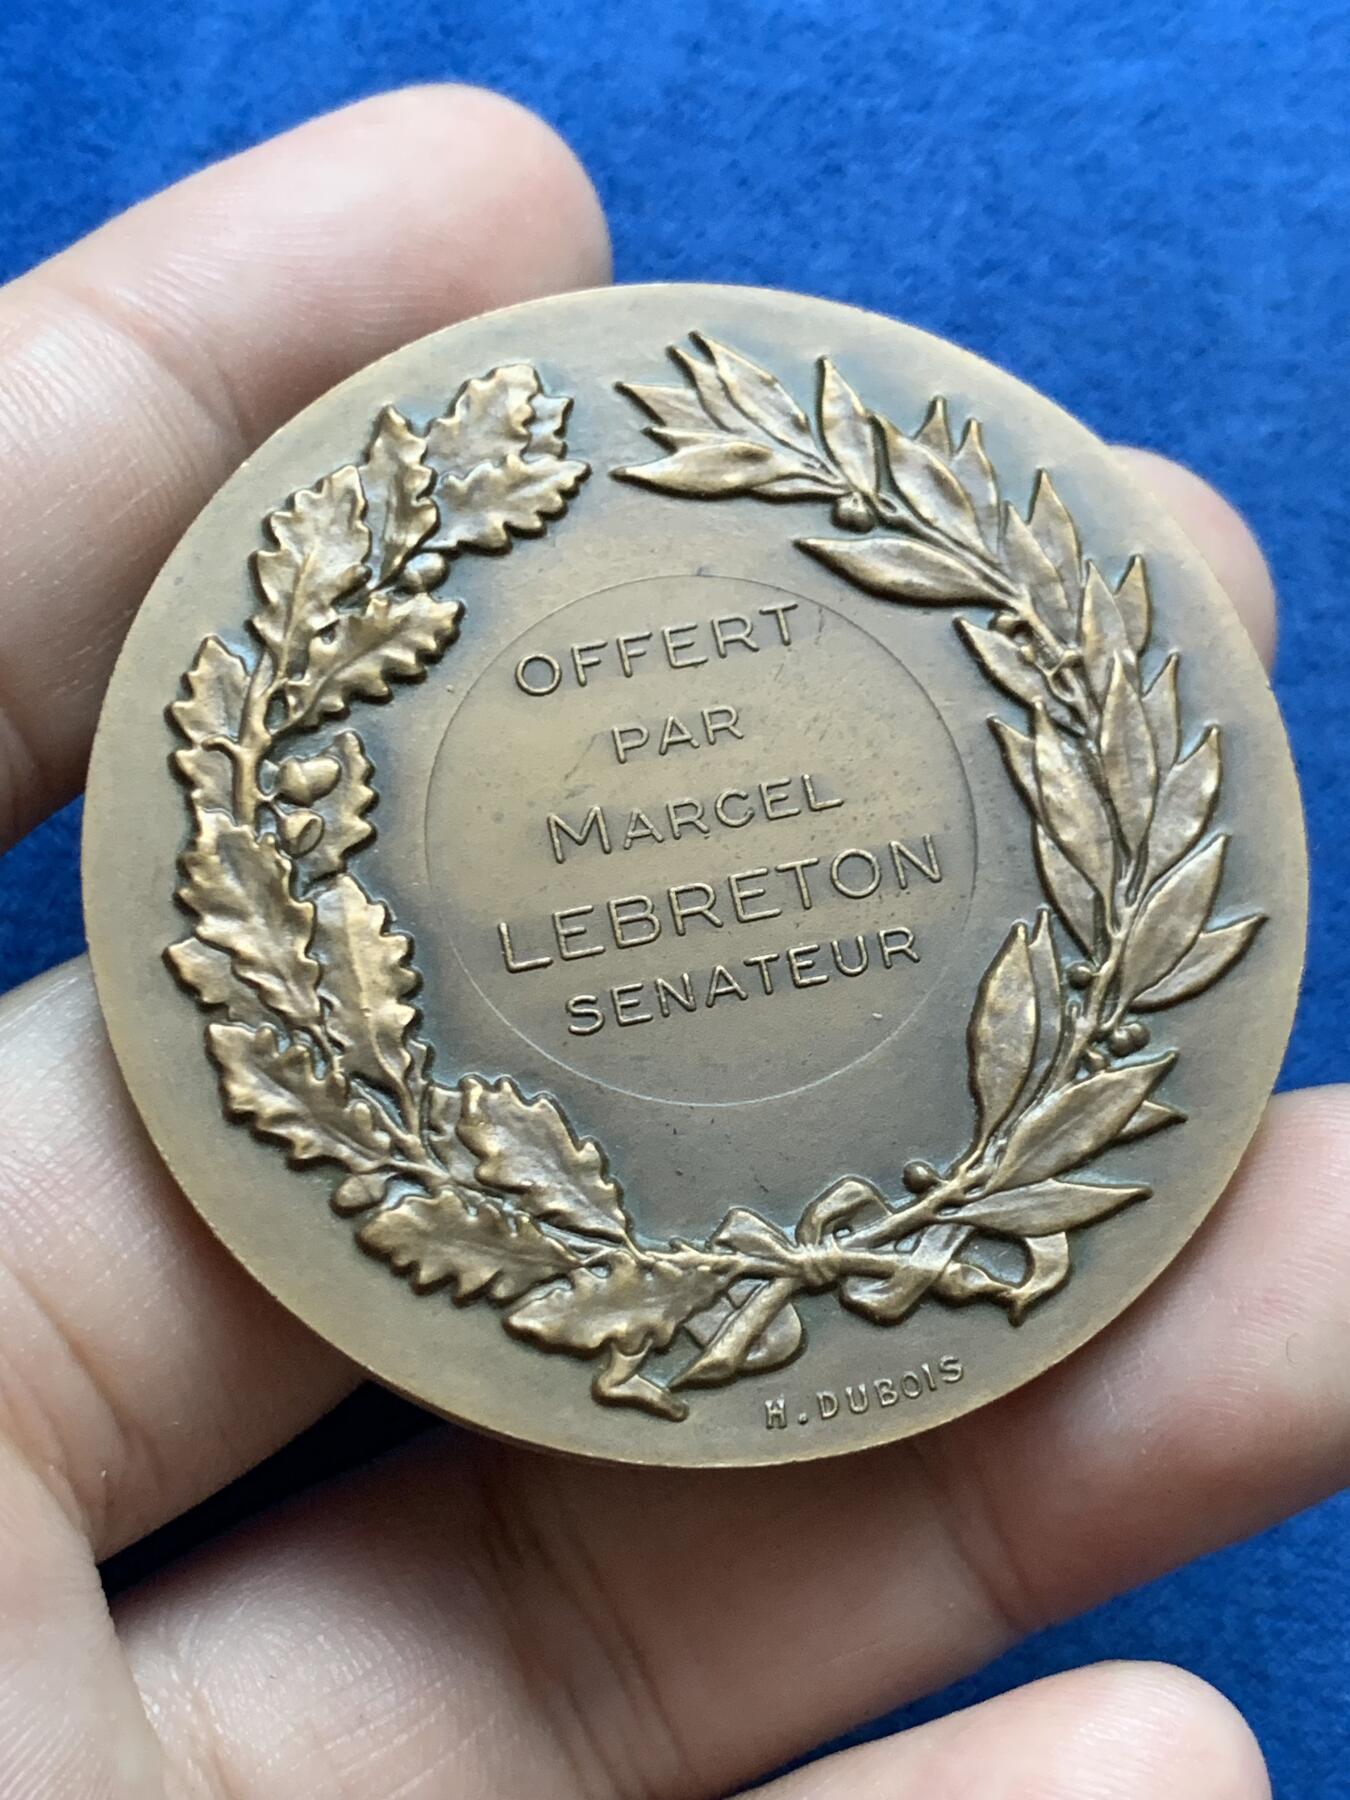 OFFERT
PAR
MARCEL
LEBRETON
SENATEUR
H. DUBOIS